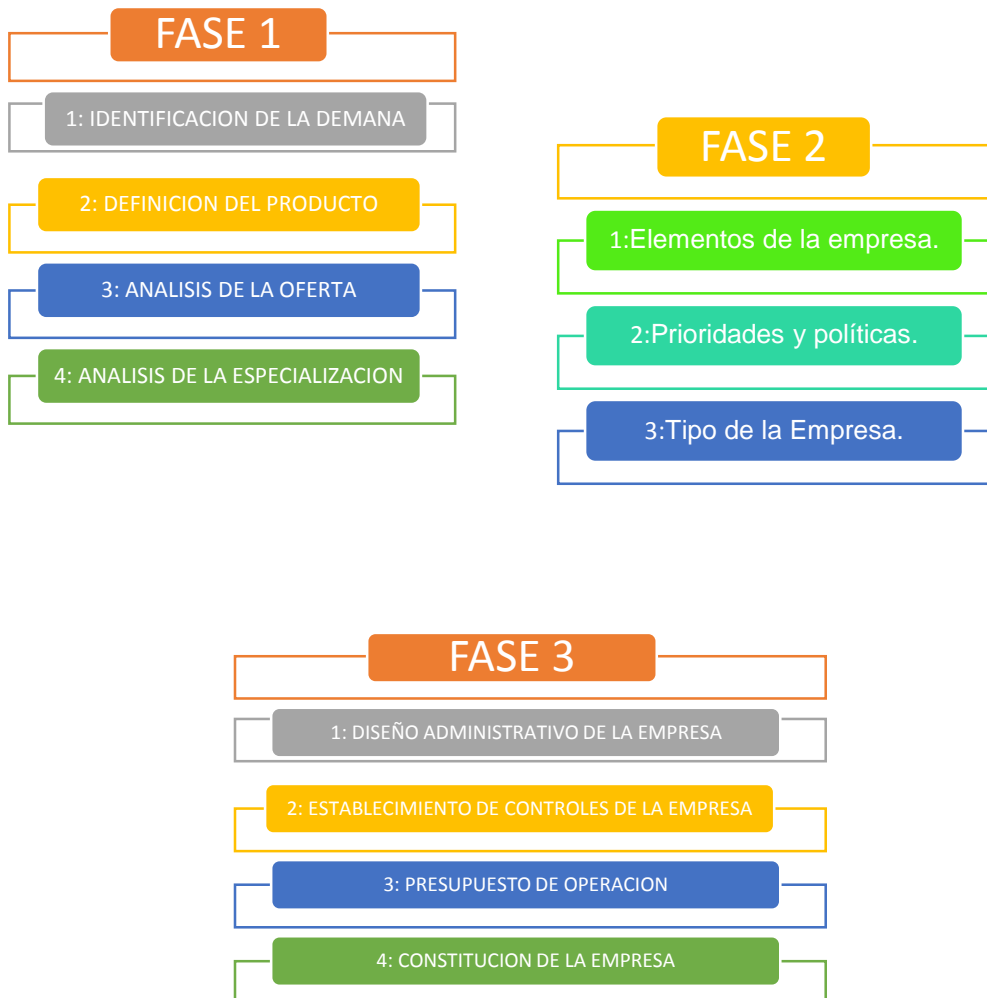 FASE 1
1: IDENTIFICACION DE LA DEMANA
2: DEFINICION DEL PRODUCTO
3: ANALISIS DE LA OFERTA
4: ANALISIS DE LA ESPECIALIZACION
FASE 2
1:Elementos de la empresa.
2:Prioridades y políticas.
3:Tipo de la Empresa.
FASE 3
1: DISEÑO ADMINISTRATIVO DE LA EMPRESA
2: ESTABLECIMIENTO DE CONTROLES DE LA EMPRESA
3: PRESUPUESTO DE OPERACION
4: CONSTITUCION DE LA EMPRESA